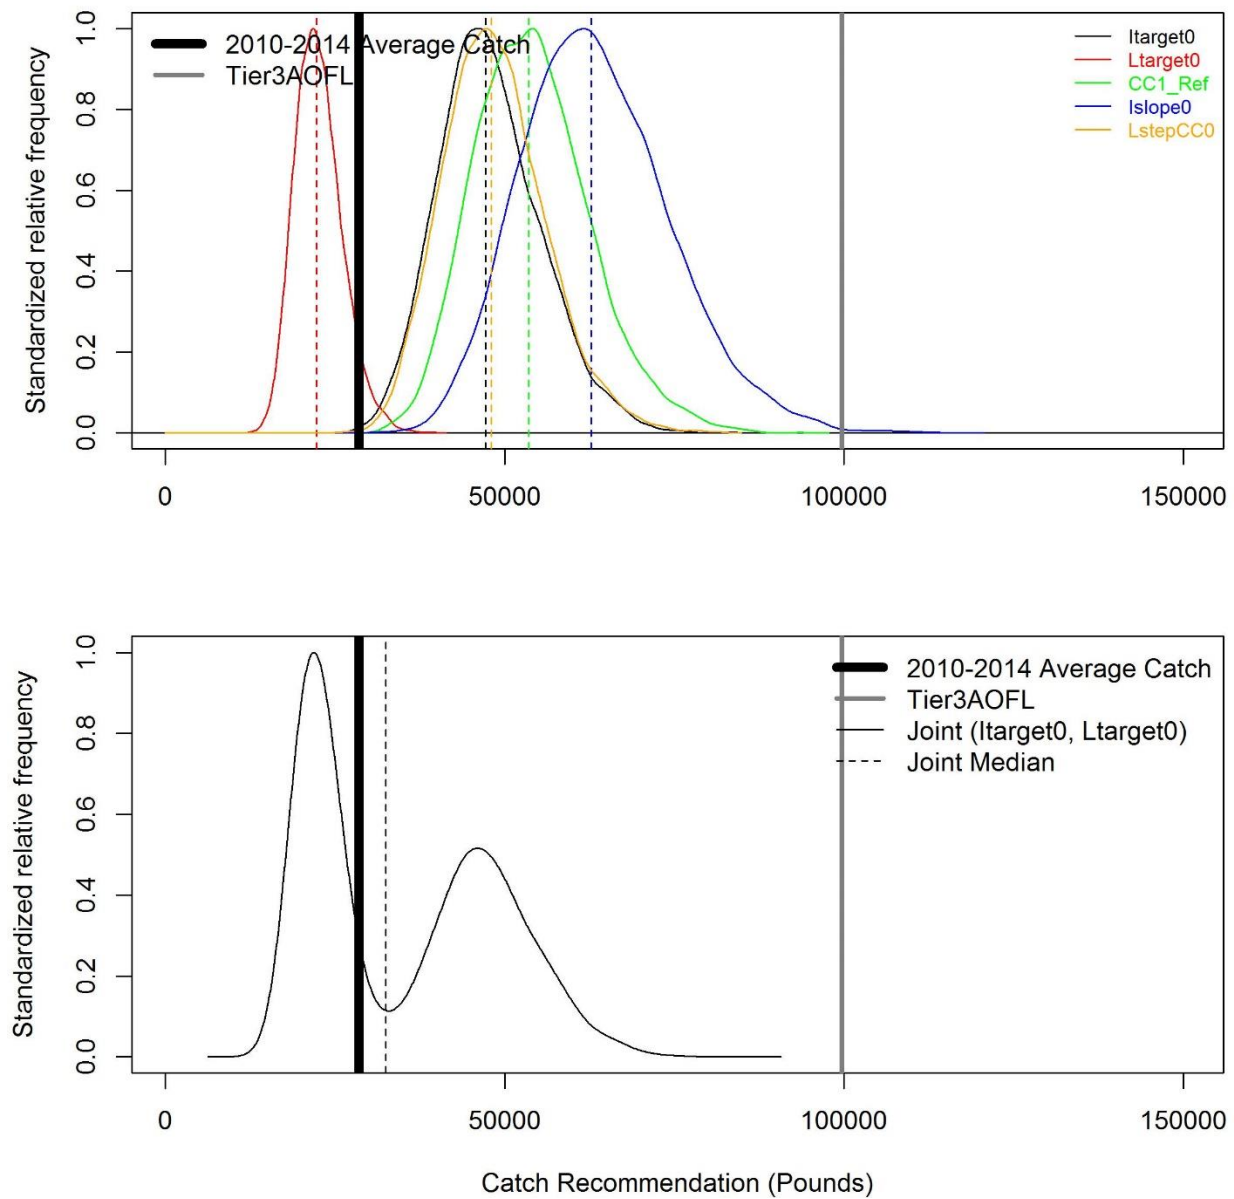 Standardized relative frequency
1.0
0.8
0.6
0.4
0.2
0.0
2010-2014 Average Catch
Tier3AOFL
Itarget0
Ltarget0
CC1_Ref
Islope0
LstepCC0
0 50000 100000 150000
Standardized relative frequency
1.0
0.8
0.6
0.4
0.2
0.0
2010-2014 Average Catch
Tier3AOFL
Joint (Itarget0, Ltarget0)
Joint Median
0 50000 100000 150000
Catch Recommendation (Pounds)